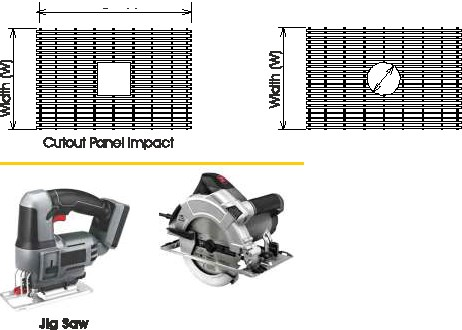 Width (W)
Width (W)
Cutout Panel Impact
Jig Saw